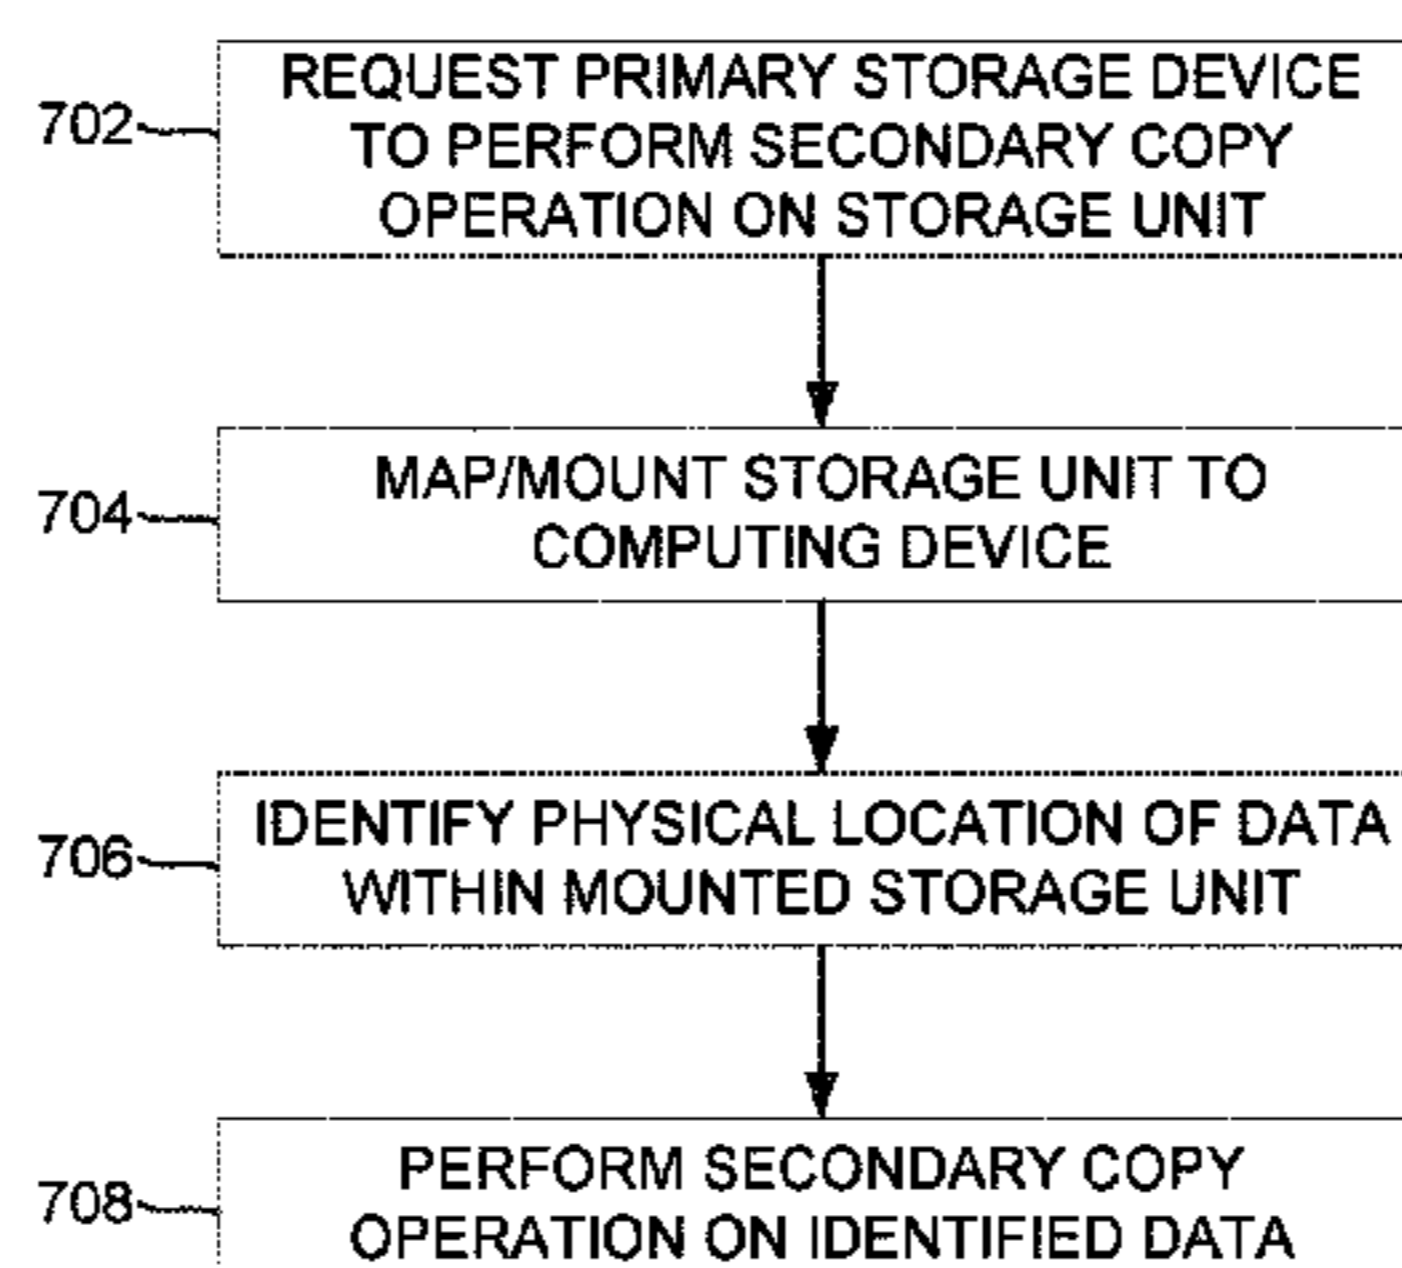 REQUEST PRIMARY STORAGE DEVICE
702
TO PERFORM SECONDARY COPY
OPERATION ON STORAGE UNIT
MAP/MOUNT STORAGE UNIT TO
704
COMPUTING DEVICE
IDENTIFY PHYSICAL LOCATION OF DATA
706
WITHIN MOUNTED STORAGE UNIT
PERFORM SECONDARY COPY
708
OPERATION ON IDENTIFIED DATA